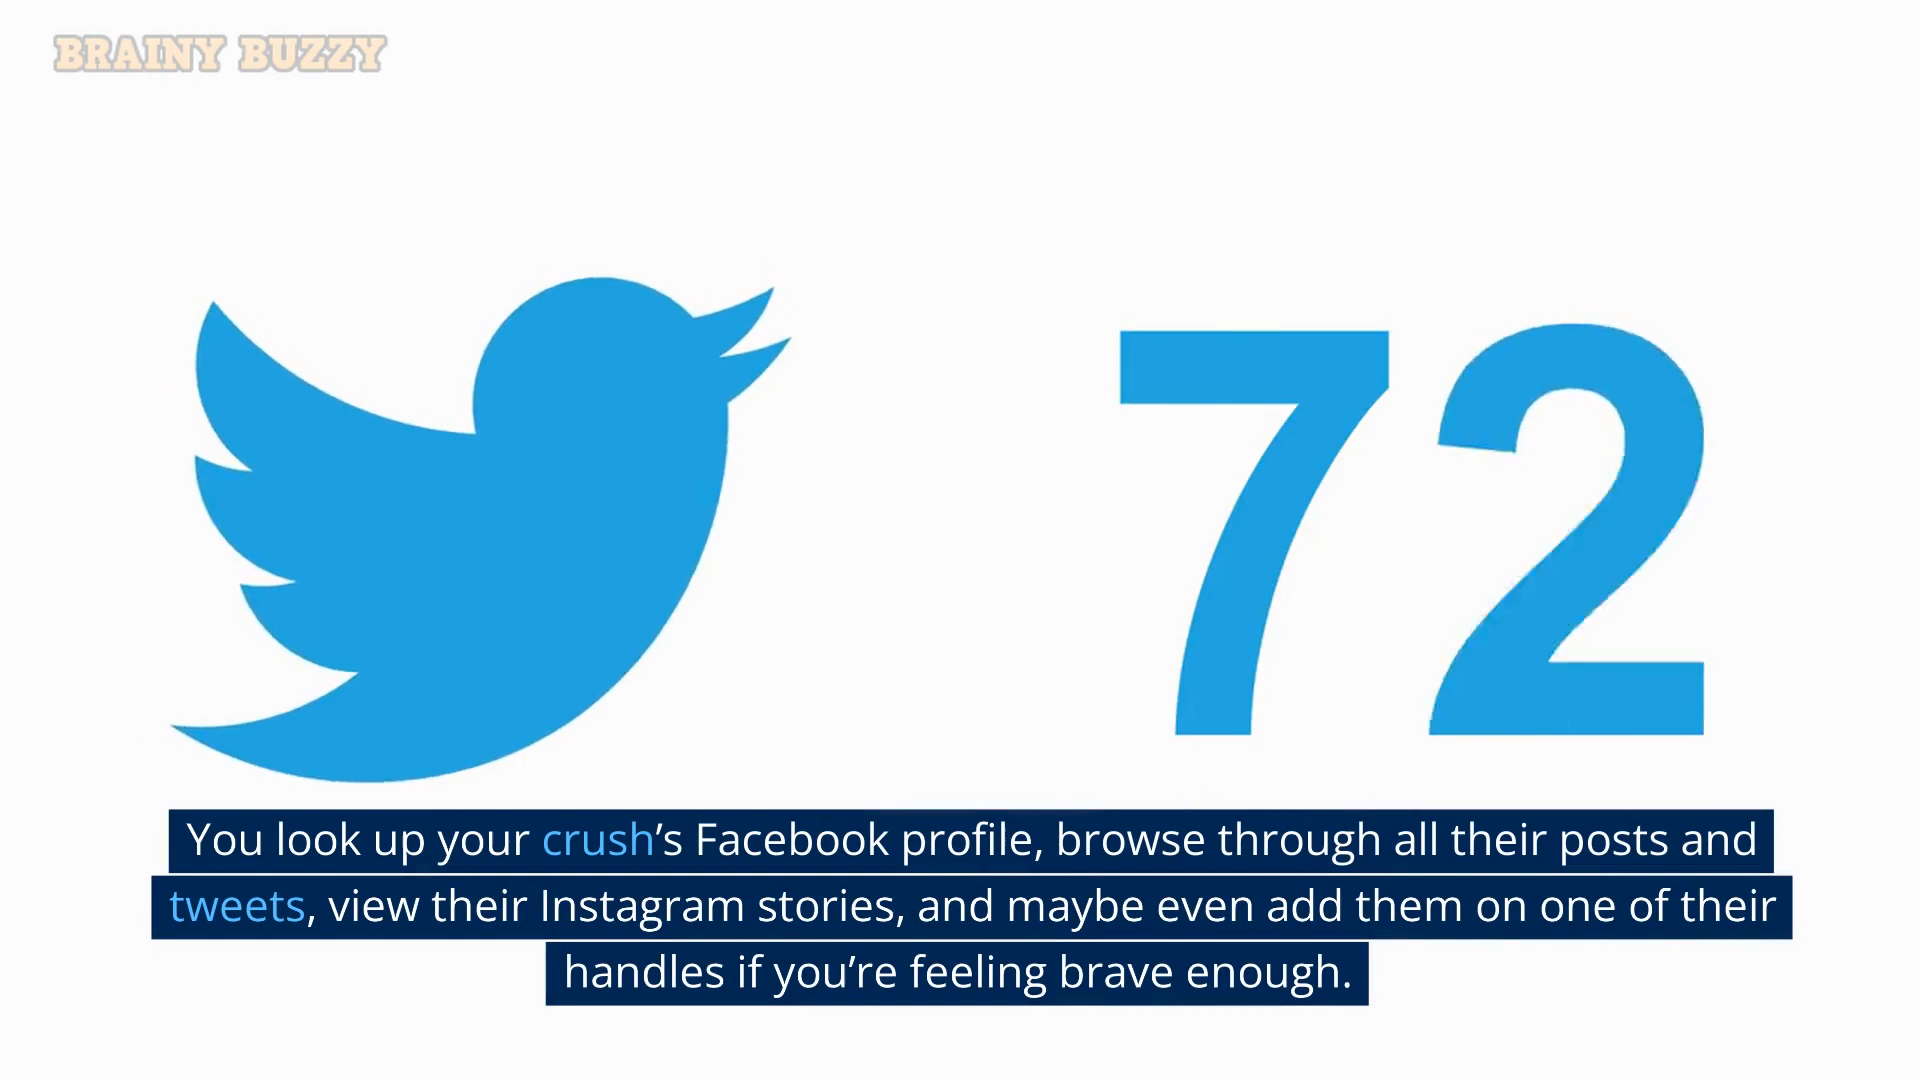 BRAINY BUZZY
72
You look up your crush’s Facebook profile, browse through all their posts and
tweets, view their Instagram stories, and maybe even add them on one of their
handles if you’re feeling brave enough.